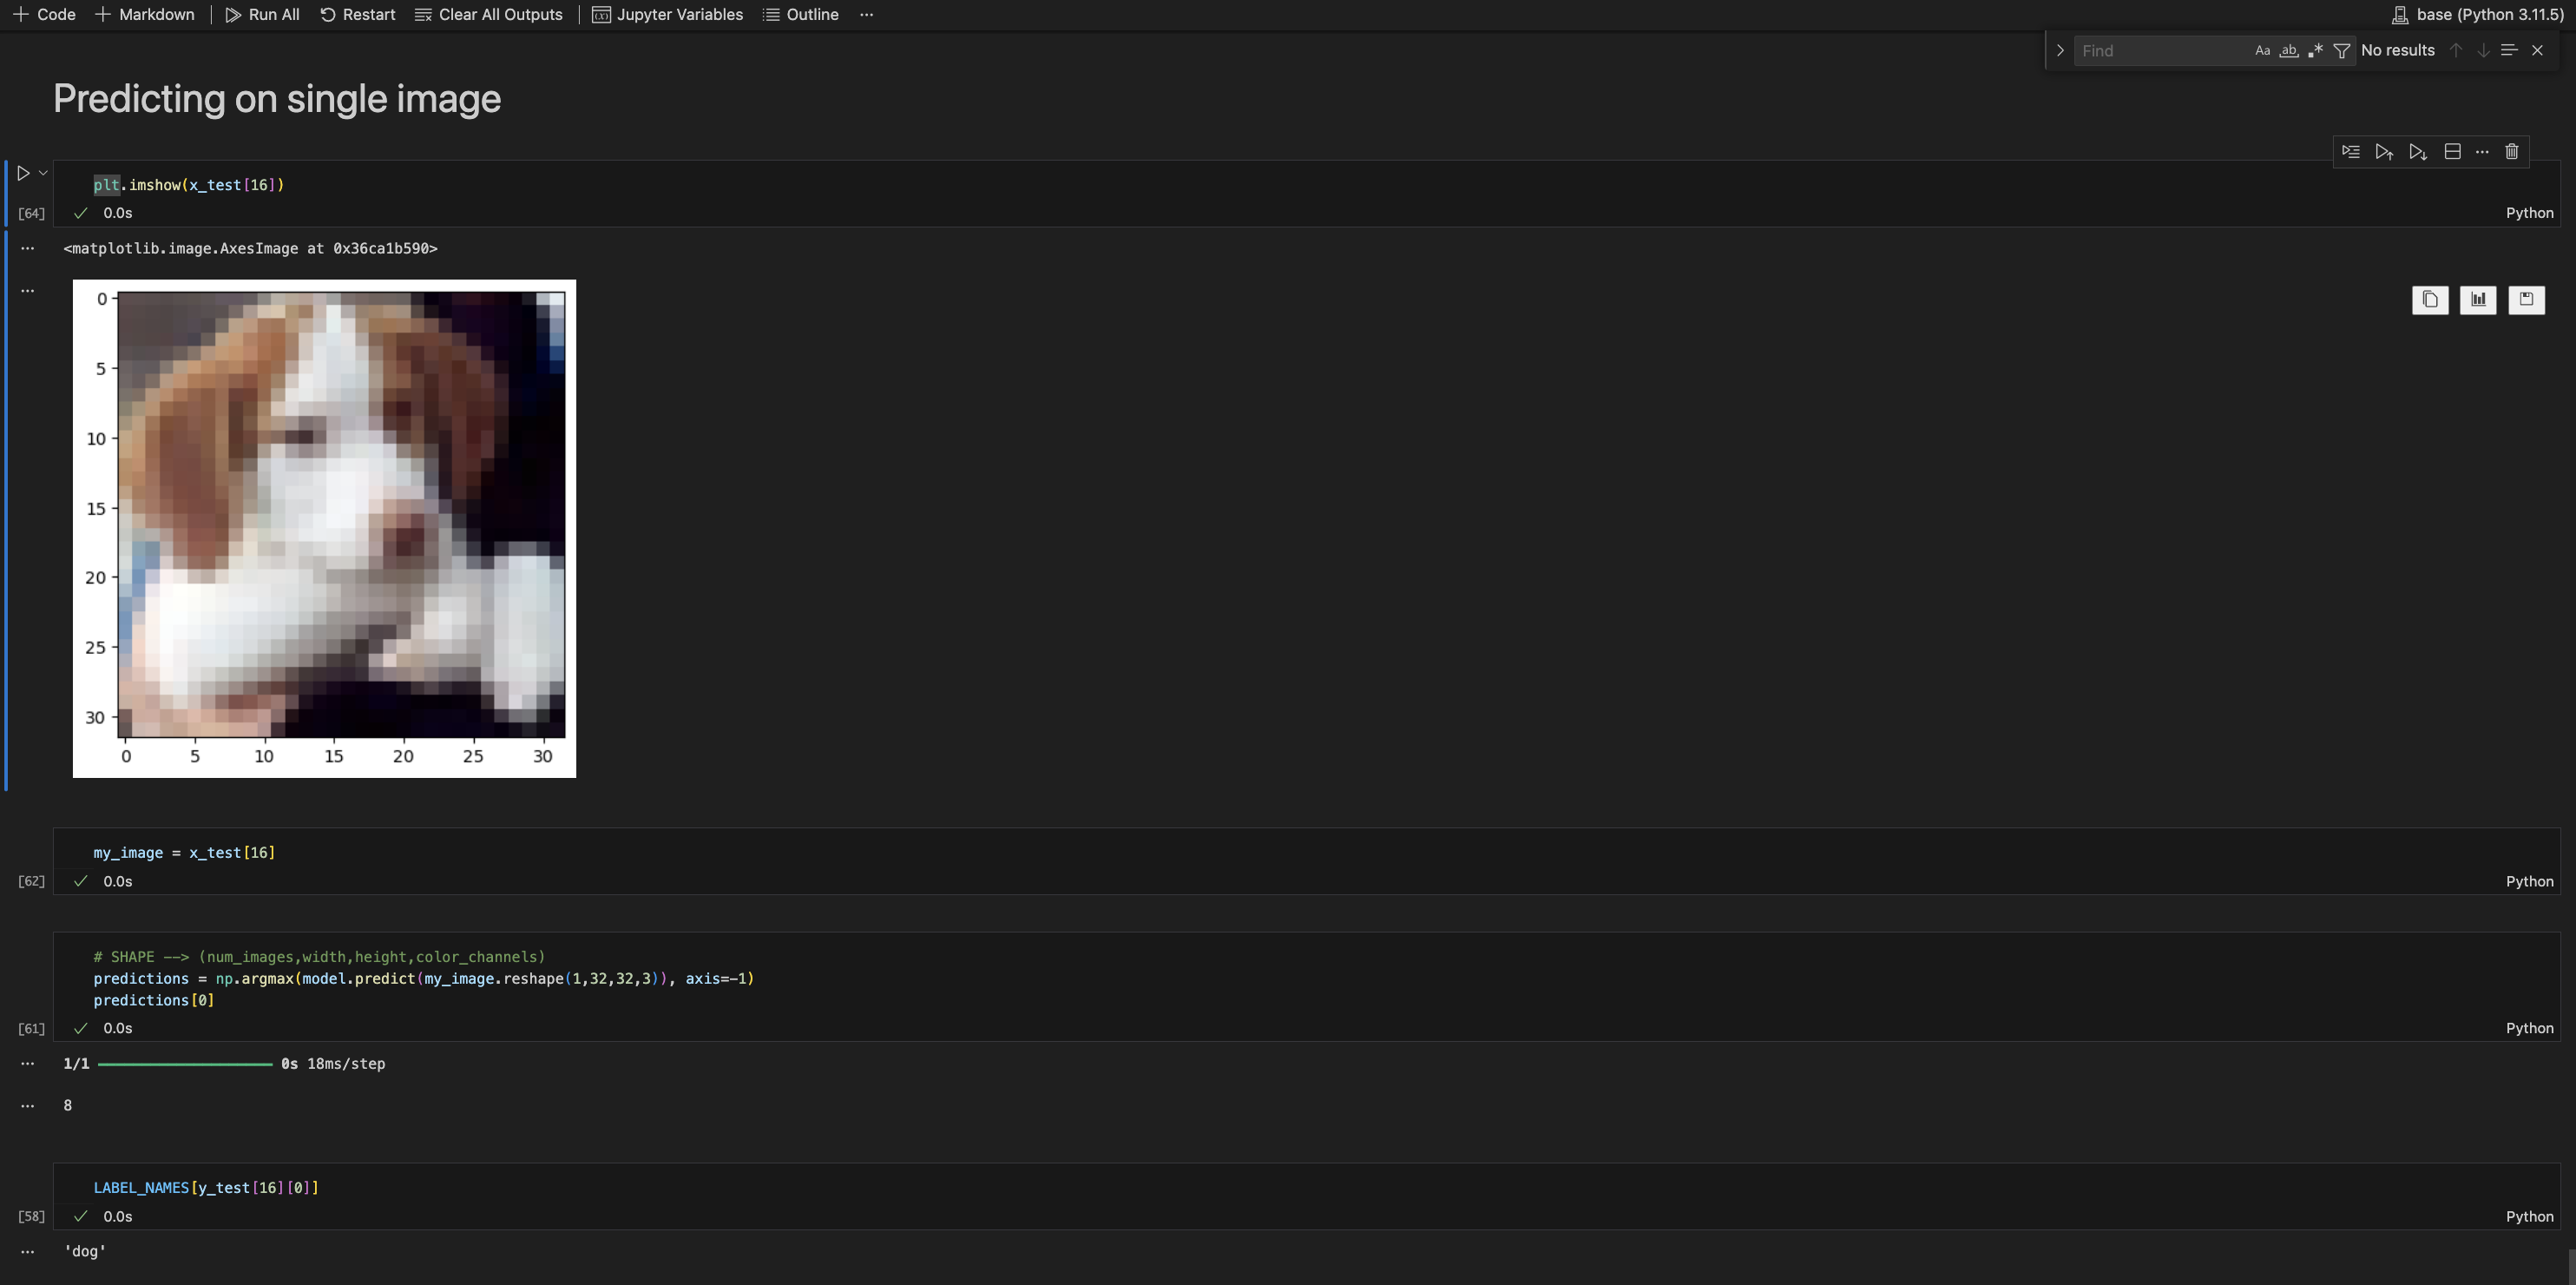 Code Markdown Run All Restart Clear All Outputs Jupyter Variables Outline ... base (Python 3.11.5)
Find Aa ab .* No results
Predicting on single image
plt.imshow(x_test[16])
[64] 0.0s Python
... <matplotlib.image.AxesImage at 0x36ca1b590>
...
0
5
10
15
20
25
30
0 5 10 15 20 25 30
my_image = x_test[16]
[62] 0.0s Python
# SHAPE --> (num_images,width,height,color_channels)
predictions = np.argmax(model.predict(my_image.reshape(1,32,32,3)), axis=-1)
predictions[0]
[61] 0.0s Python
... 1/1 0s 18ms/step
... 8
LABEL_NAMES[y_test[16][0]]
[58] 0.0s Python
... 'dog'